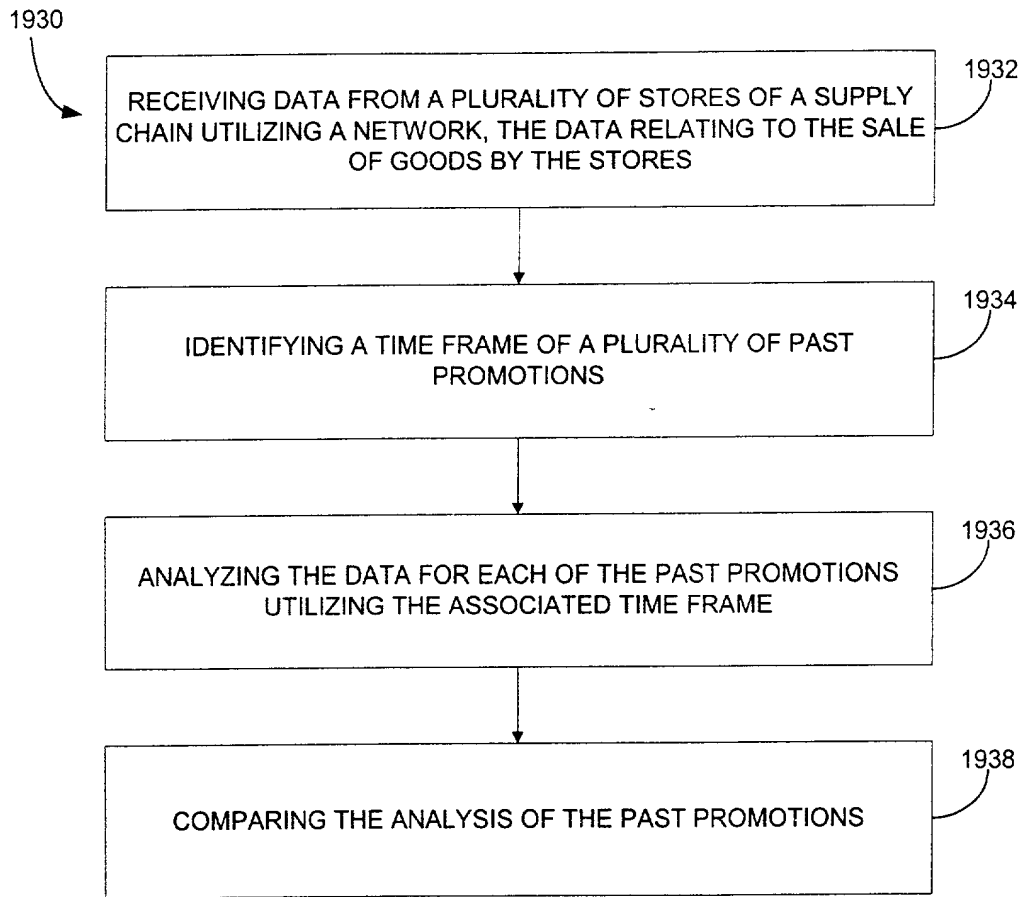 1930
1932
RECEIVING DATA FROM A PLURALITY OF STORES OF A SUPPLY
CHAIN UTILIZING A NETWORK, THE DATA RELATING TO THE SALE
OF GOODS BY THE STORES
1934
IDENTIFYING A TIME FRAME OF A PLURALITY OF PAST
PROMOTIONS
1936
ANALYZING THE DATA FOR EACH OF THE PAST PROMOTIONS
UTILIZING THE ASSOCIATED TIME FRAME
1938
COMPARING THE ANALYSIS OF THE PAST PROMOTIONS